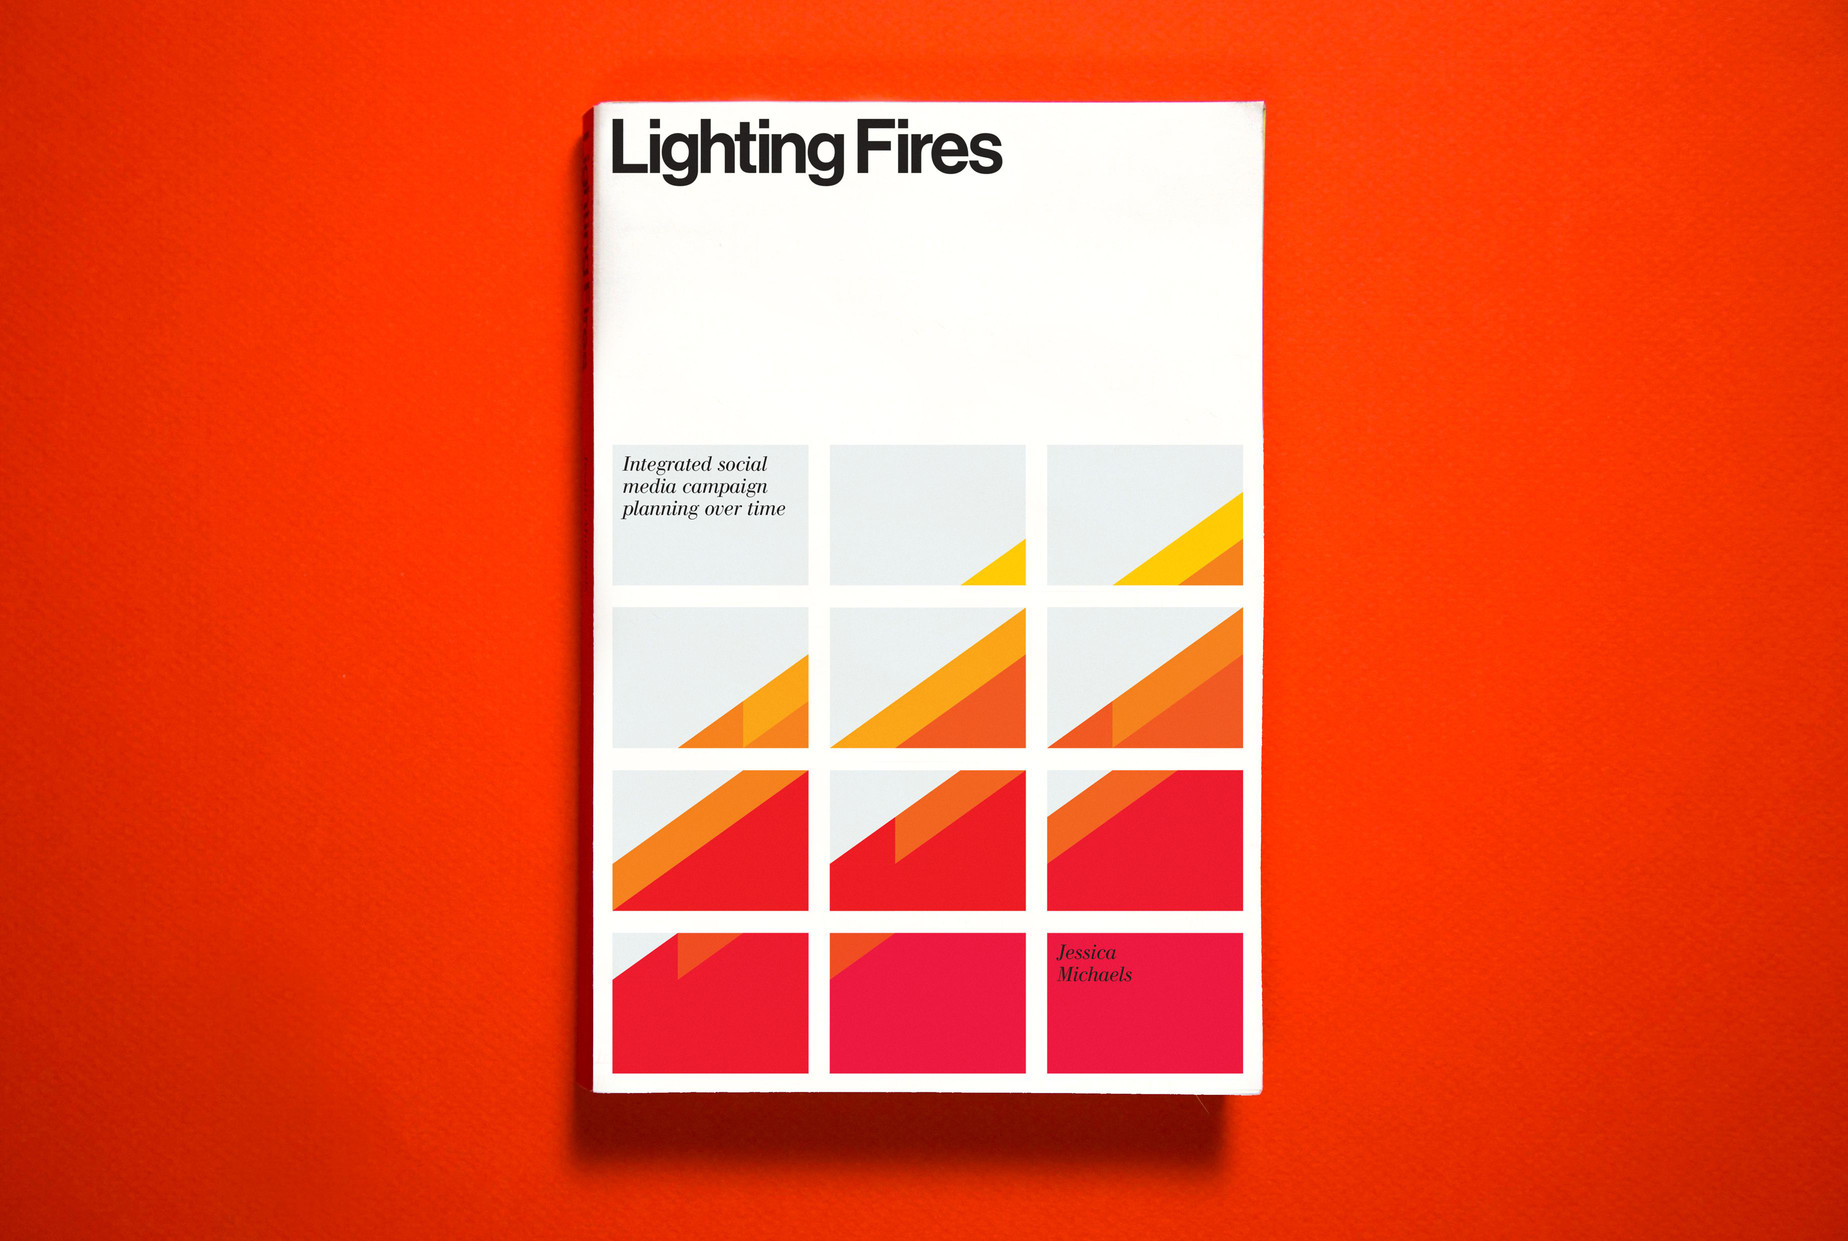 Lighting Fires
Integrated social
media campaign
planning over time
Jessica
Michaels